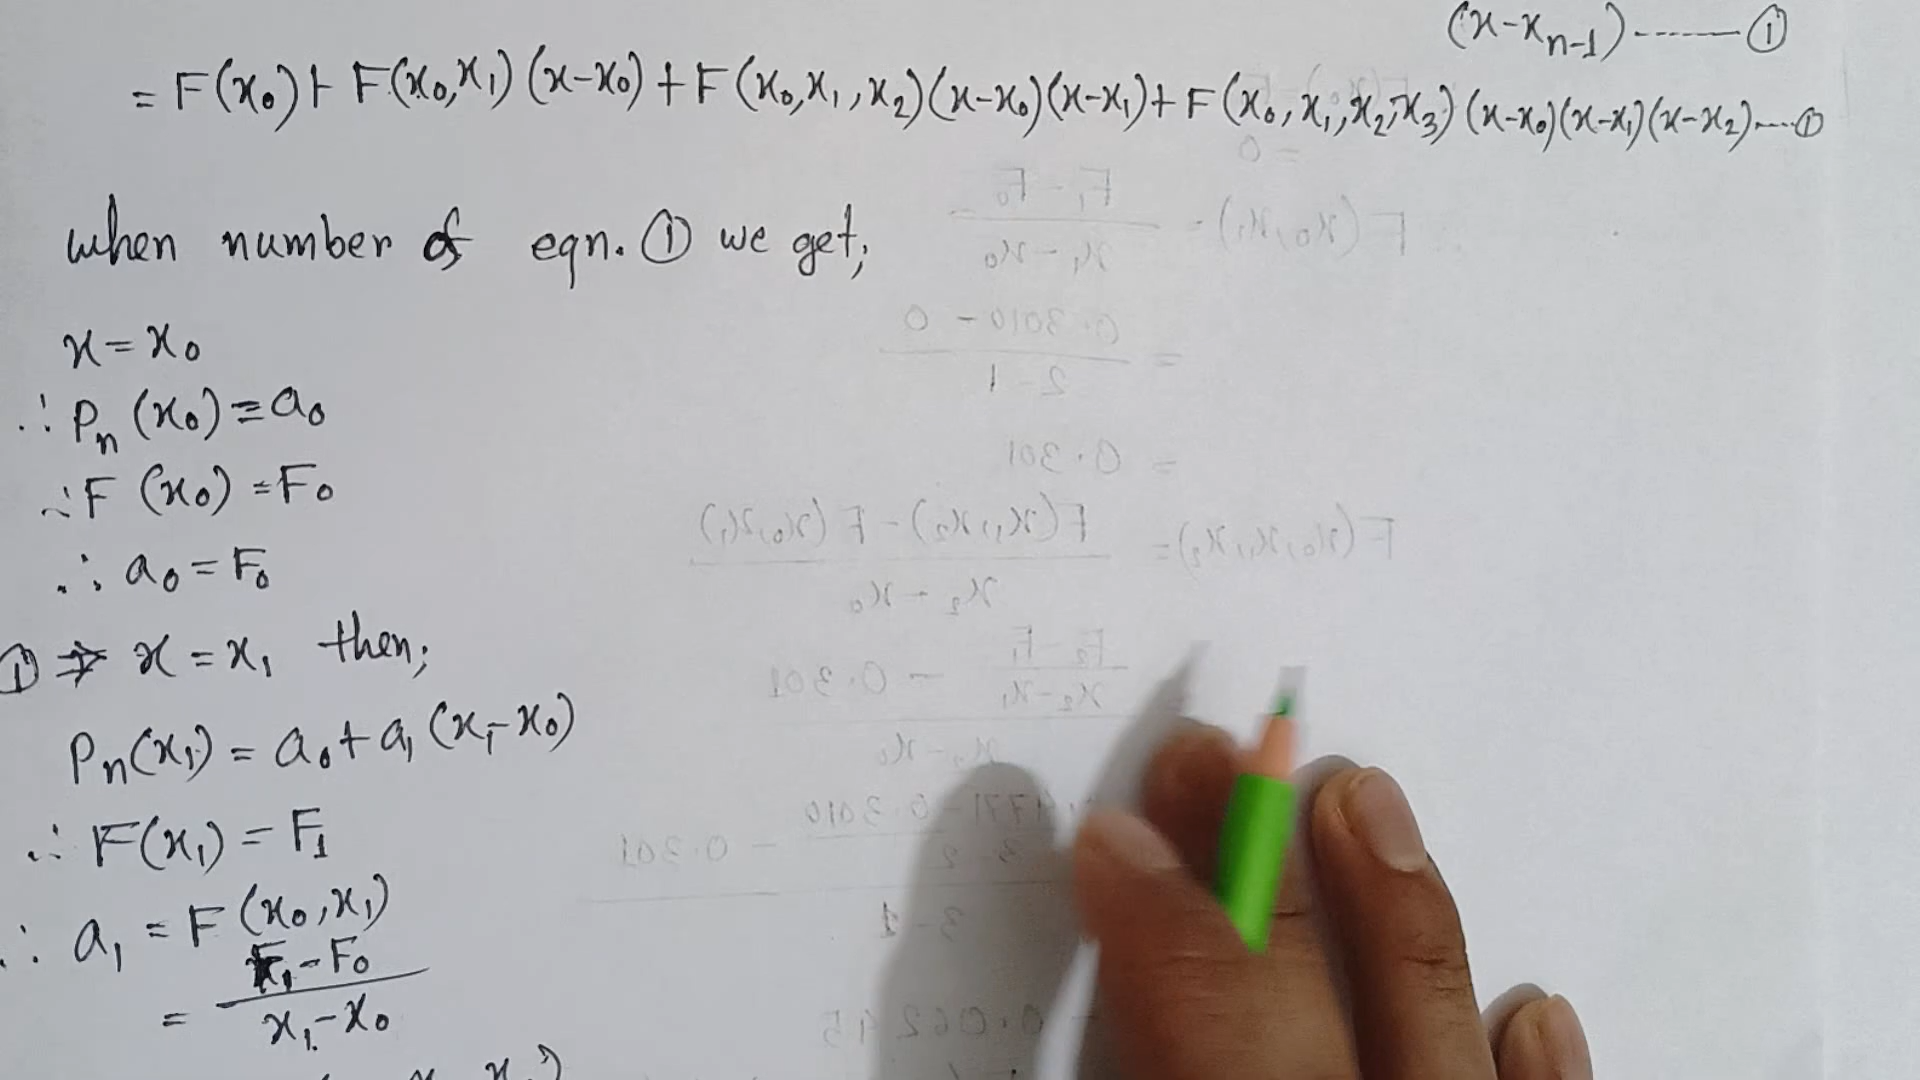 (x-x_{n-1}) ------- ①
= F(x₀) + F(x₀,x₁) (x-x₀) + F(x₀,x₁,x₂)(x-x₀)(x-x₁) + F(x₀,x₁,x₂,x₃)(x-x₀)(x-x₁)(x-x₂)----①
when number of eqn. ① we get;
x = x₀
∴ Pₙ(x₀) = a₀
∴ F(x₀) = F₀
∴ a₀ = F₀
① ⇒ x = x₁ then;
Pₙ(x₁) = a₀ + a₁(x₁-x₀)
∴ F(x₁) = F₁
∴ a₁ = F(x₀,x₁)
= \frac{F₁-F₀}{x₁-x₀}